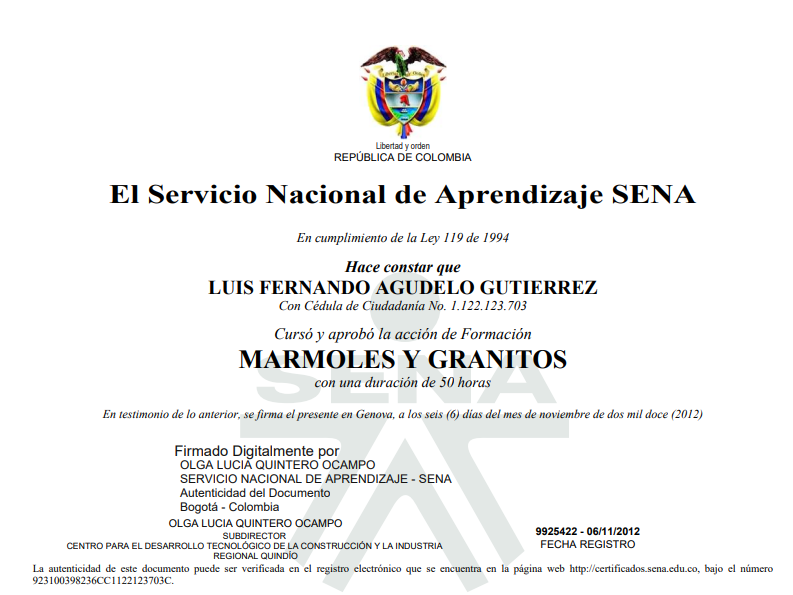 Libertad y orden
REPÚBLICA DE COLOMBIA
El Servicio Nacional de Aprendizaje SENA
En cumplimiento de la Ley 119 de 1994
Hace constar que
LUIS FERNANDO AGUDELO GUTIERREZ
Con Cédula de Ciudadanía No. 1.122.123.703
Cursó y aprobó la acción de Formación
MARMOLES Y GRANITOS
SENA
con una duración de 50 horas
En testimonio de lo anterior, se firma el presente en Genova, a los seis (6) días del mes de noviembre de dos mil doce (2012)
Firmado Digitalmente por
OLGA LUCIA QUINTERO OCAMPO
SERVICIO NACIONAL DE APRENDIZAJE - SENA
Autenticidad del Documento
Bogotá - Colombia
OLGA LUCIA QUINTERO OCAMPO
SUBDIRECTOR
CENTRO PARA EL DESARROLLO TECNOLÓGICO DE LA CONSTRUCCIÓN Y LA INDUSTRIA
REGIONAL QUINDÍO
9925422 - 06/11/2012
FECHA REGISTRO
La autenticidad de este documento puede ser verificada en el registro electrónico que se encuentra en la página web http://certificados.sena.edu.co, bajo el número
923100398236CC1122123703C.